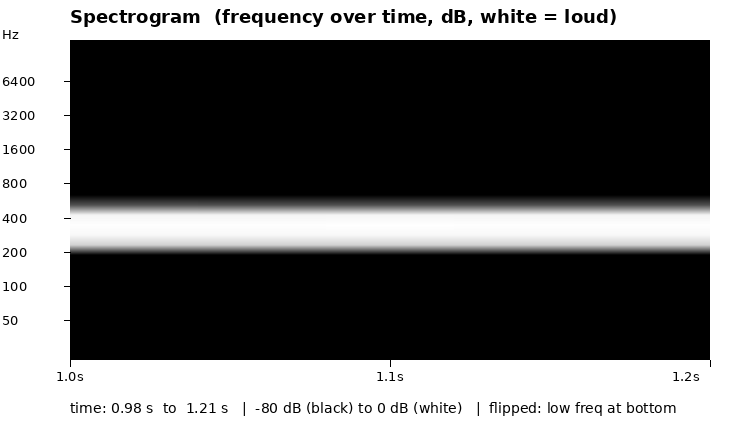 Spectrogram  (frequency over time, dB, white = loud)
Hz
6400
3200
1600
800
400
200
100
50
1.0s 1.1s 1.2s
time: 0.98 s  to  1.21 s   |  -80 dB (black) to 0 dB (white)   |  flipped: low freq at bottom